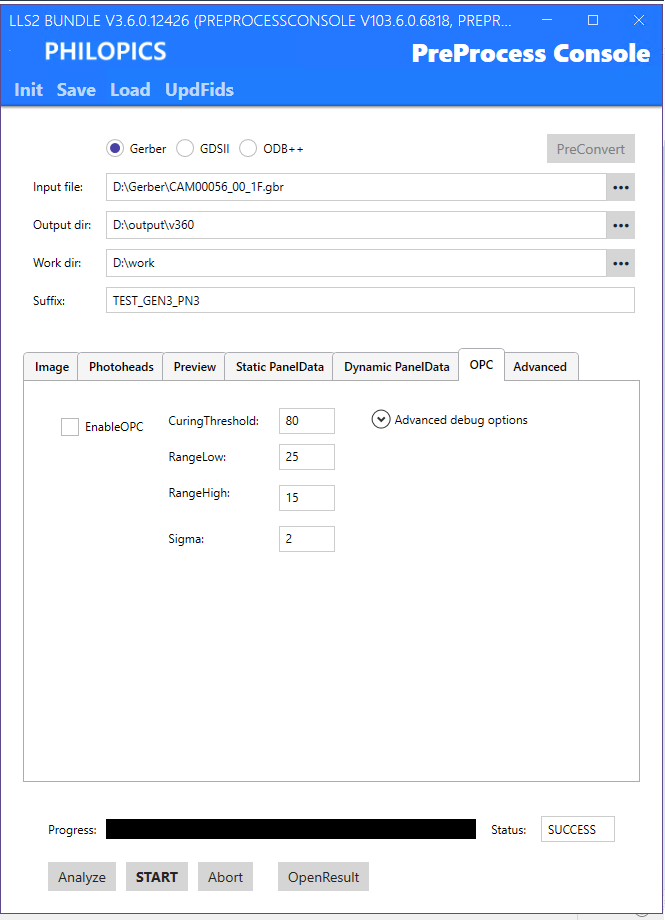 LLS2 BUNDLE V3.6.0.12426 (PREPROCESSCONSOLE V103.6.0.6818, PREPR...
PHILOPICS
PreProcess Console
Init Save Load UpdFids
Gerber GDSII ODB++ PreConvert
Input file: D:\Gerber\CAM00056_00_1F.gbr ...
Output dir: D:\output\v360 ...
Work dir: D:\work ...
Suffix: TEST_GEN3_PN3
Image Photoheads Preview Static PanelData Dynamic PanelData OPC Advanced
EnableOPC CuringThreshold: 80 Advanced debug options
RangeLow: 25
RangeHigh: 15
Sigma: 2
Progress: Status: SUCCESS
Analyze START Abort OpenResult